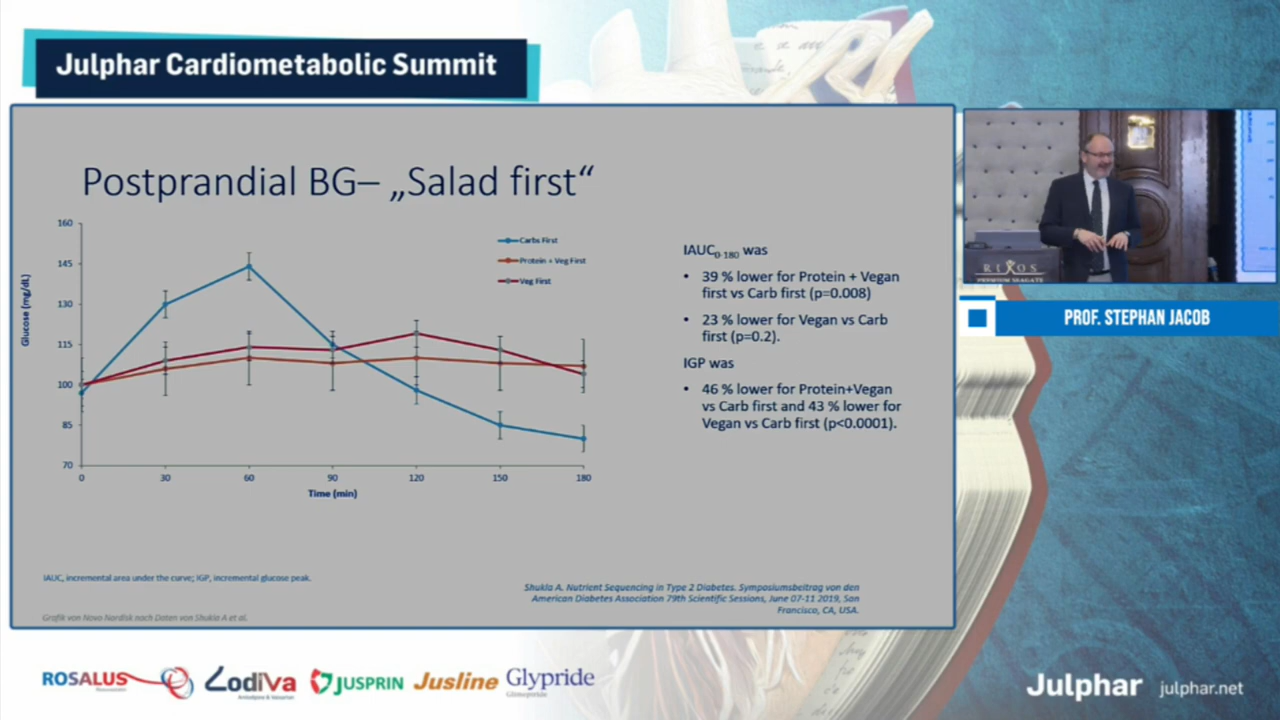 Julphar Cardiometabolic Summit
Postprandial BG– „Salad first“
160
145
130
115
100
85
70
Glucose (mg/dL)
0 30 60 90 120 150 180
Time (min)
Carbs First
Protein + Veg First
Veg First
IAUC0-180 was
• 39 % lower for Protein + Vegan
first vs Carb first (p=0.008)
• 23 % lower for Vegan vs Carb
first (p=0.2).
IGP was
• 46 % lower for Protein+Vegan
vs Carb first and 43 % lower for
Vegan vs Carb first (p<0.0001).
IAUC, incremental area under the curve; IGP, incremental glucose peak.
Shukla A. Nutrient Sequencing in Type 2 Diabetes. Symposiumsbeitrag von den
American Diabetes Association 79th Scientific Sessions, June 07-11 2019, San
Francisco, CA, USA.
Grafik von Novo Nordisk nach Daten von Shukla A et al.
RIXOS
PREMIUM SEAGATE
PROF. STEPHAN JACOB
ROSALUS
Rosuvastatin
LodiVa
Amlodipine & Valsartan
JUSPRIN
Jusline
Glypride
Glimepiride
Julphar
julphar.net